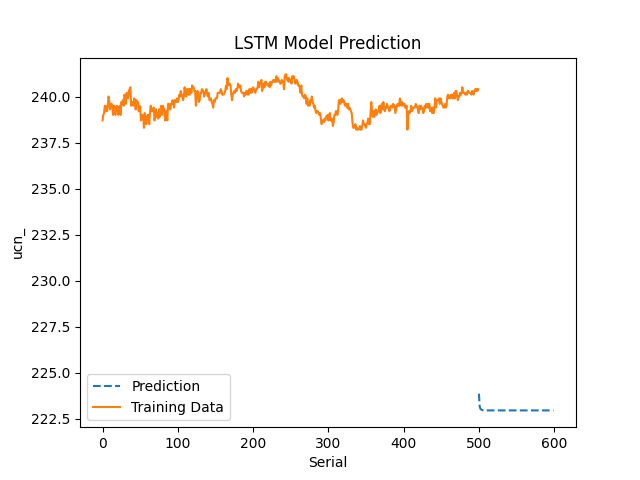 LSTM Model Prediction
ucn_
240.0
237.5
235.0
232.5
230.0
227.5
225.0
222.5
Prediction
Training Data
0 100 200 300 400 500 600
Serial